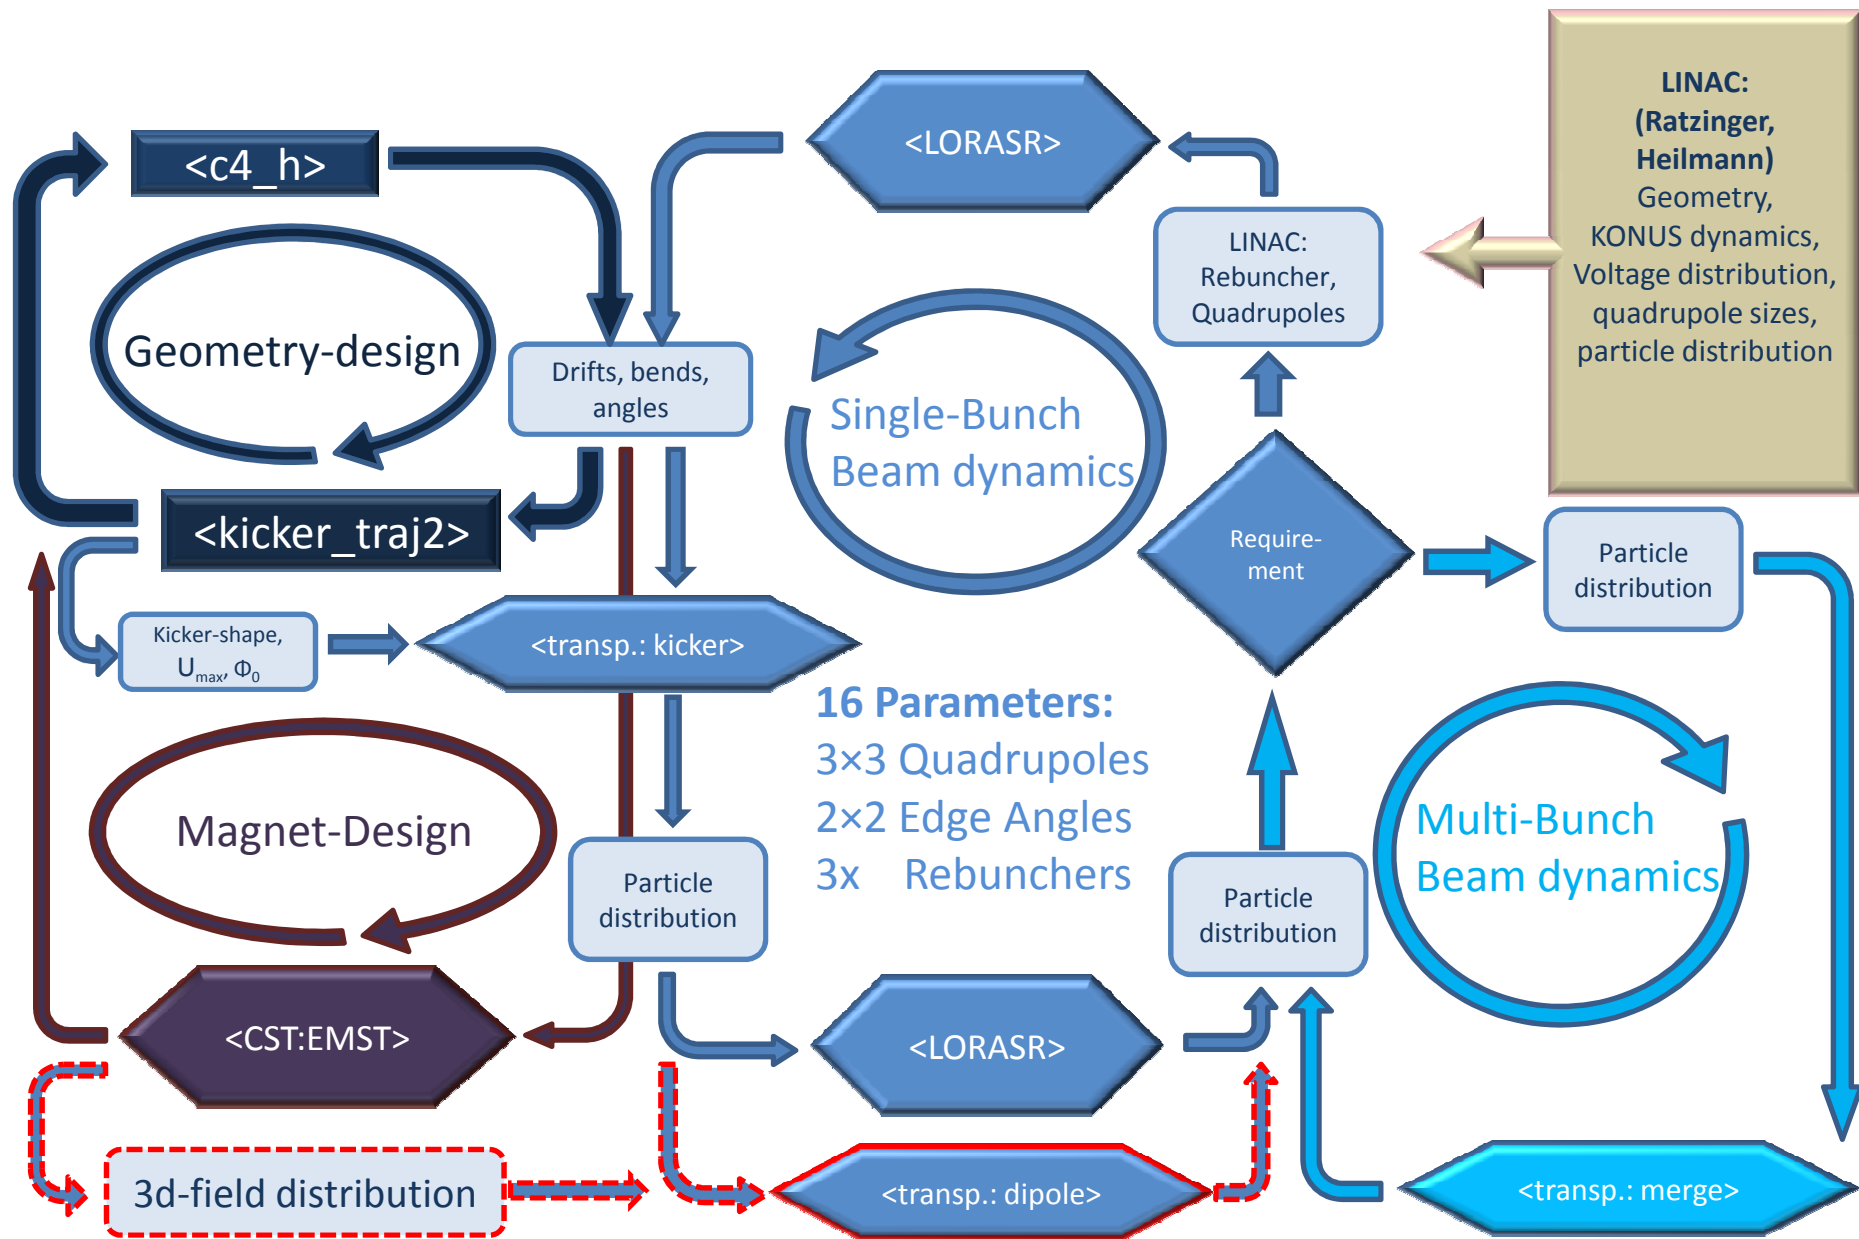 <c4_h>
<LORASR>
LINAC:
(Ratzinger,
Heilmann)
Geometry,
KONUS dynamics,
Voltage distribution,
quadrupole sizes,
particle distribution
LINAC:
Rebuncher,
Quadrupoles
Geometry-design
Drifts, bends,
angles
Single-Bunch
Beam dynamics
<kicker_traj2>
Require-
ment
Particle
distribution
Kicker-shape,
Umax, Φ0
<transp.: kicker>
16 Parameters:
3×3 Quadrupoles
2×2 Edge Angles
3x Rebunchers
Magnet-Design
Multi-Bunch
Beam dynamics
Particle
distribution
Particle
distribution
<CST:EMST>
<LORASR>
3d-field distribution
<transp.: dipole>
<transp.: merge>